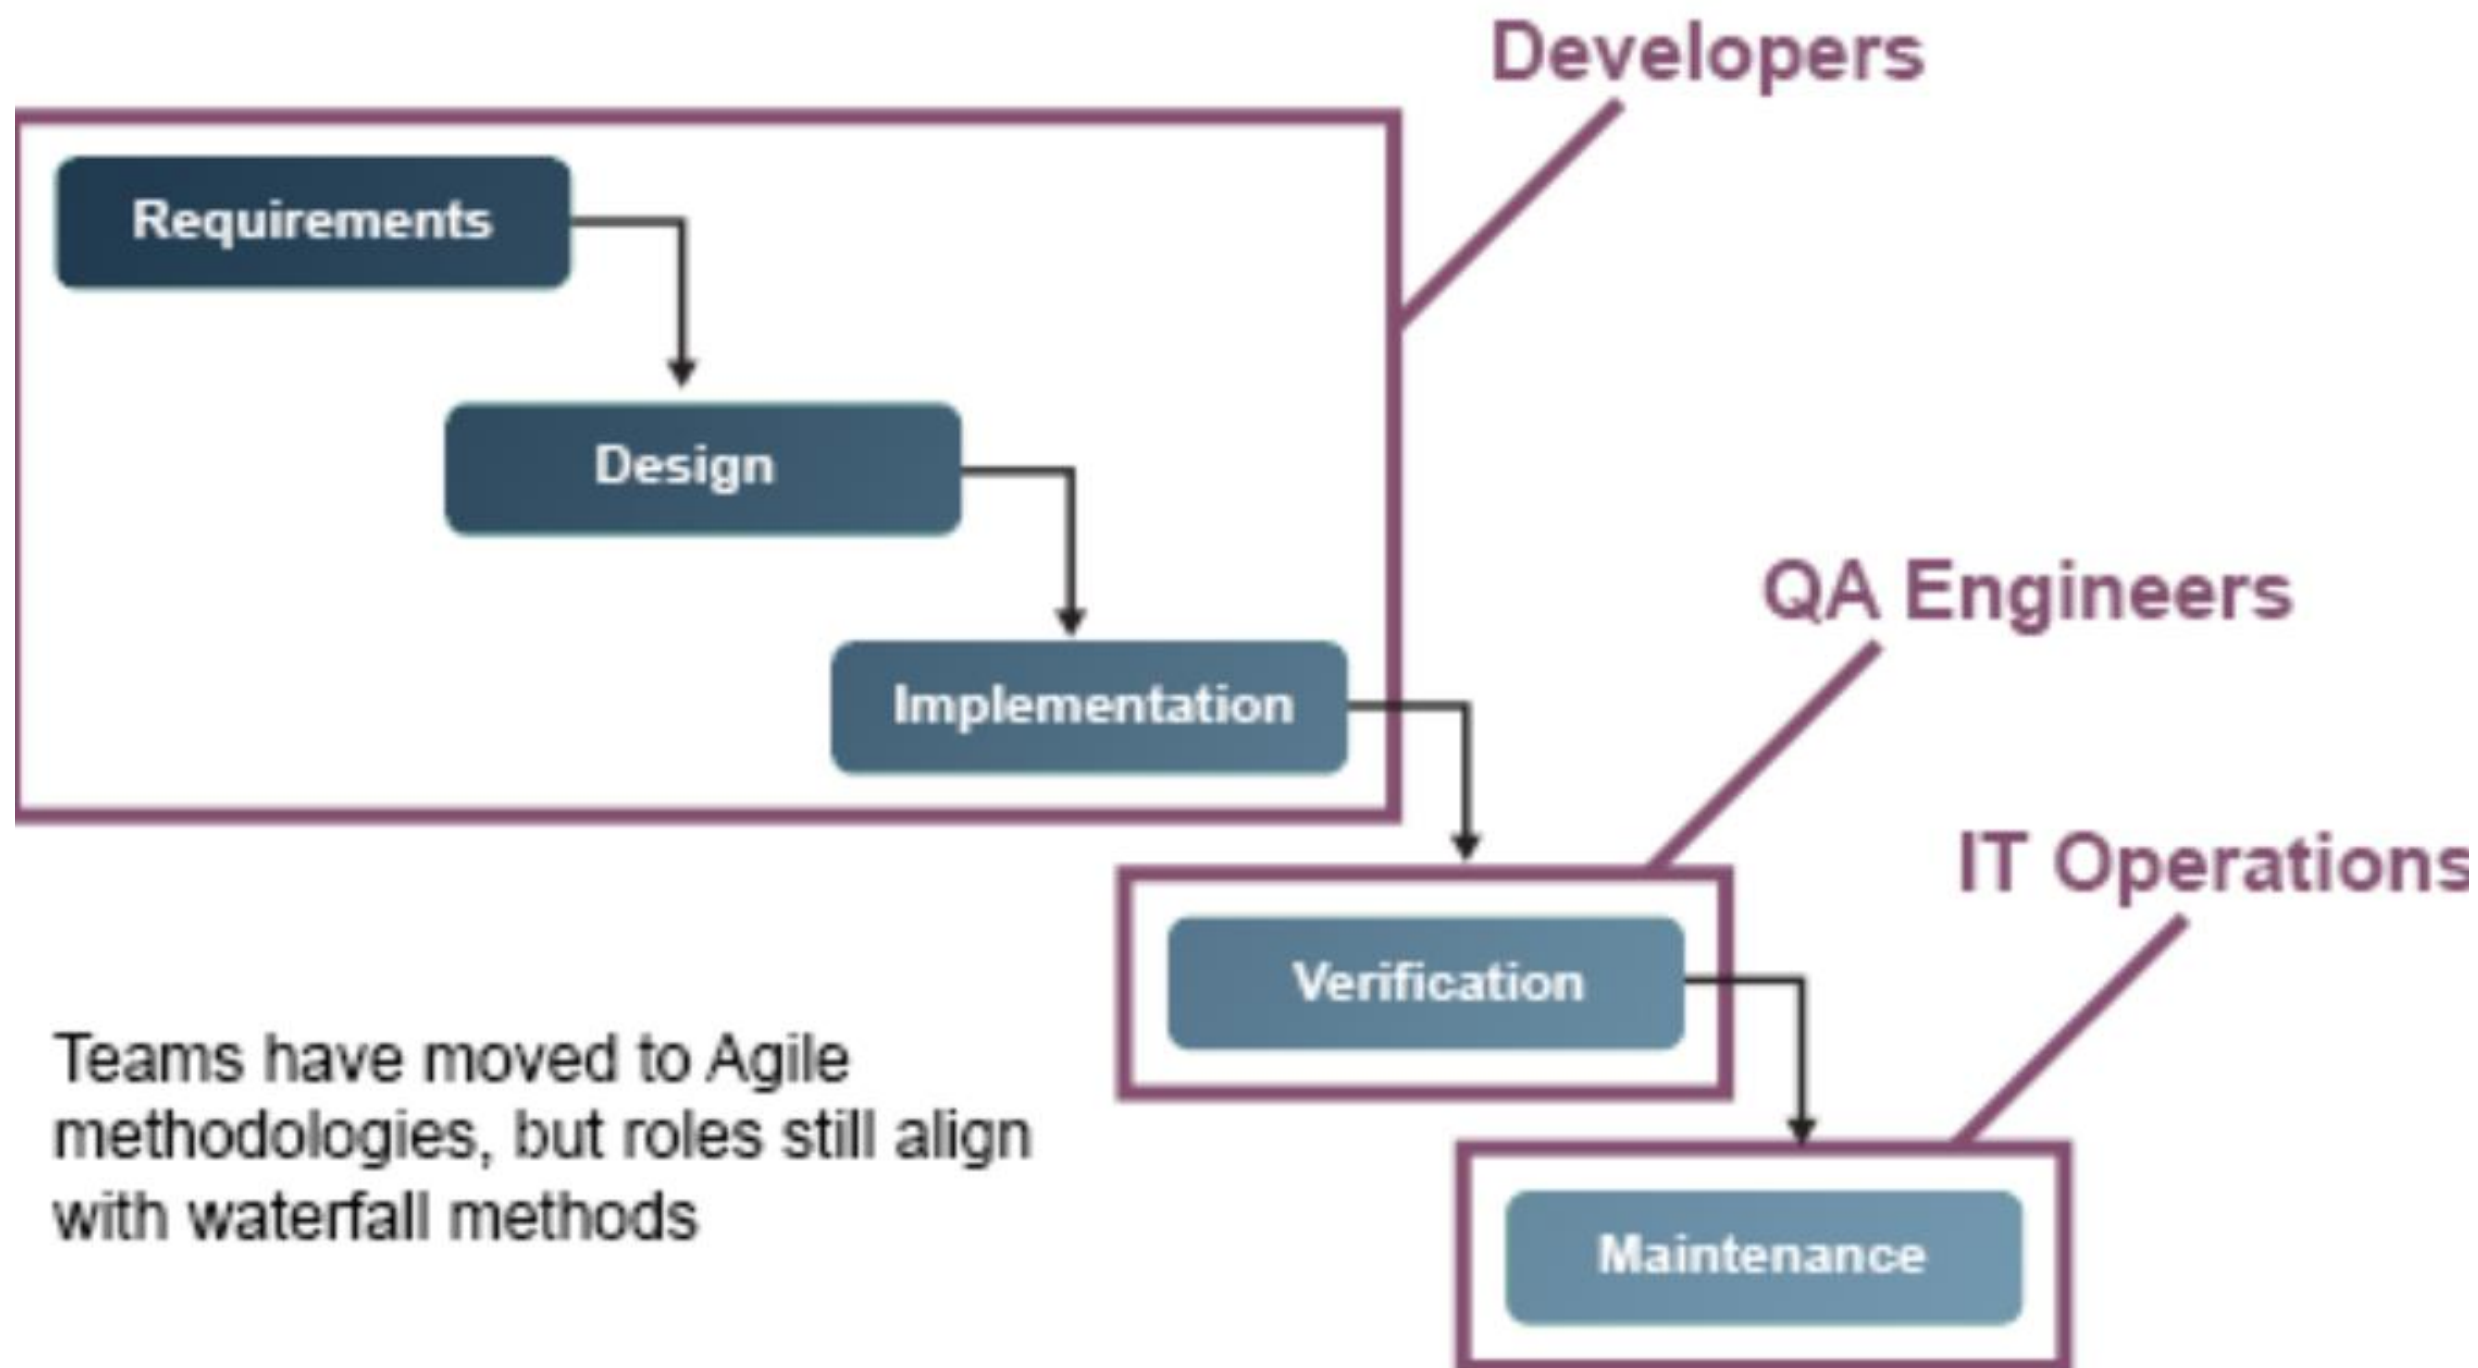 Developers
Requirements
Design
QA Engineers
Implementation
IT Operations
Verification
Teams have moved to Agile
methodologies, but roles still align
with waterfall methods
Maintenance